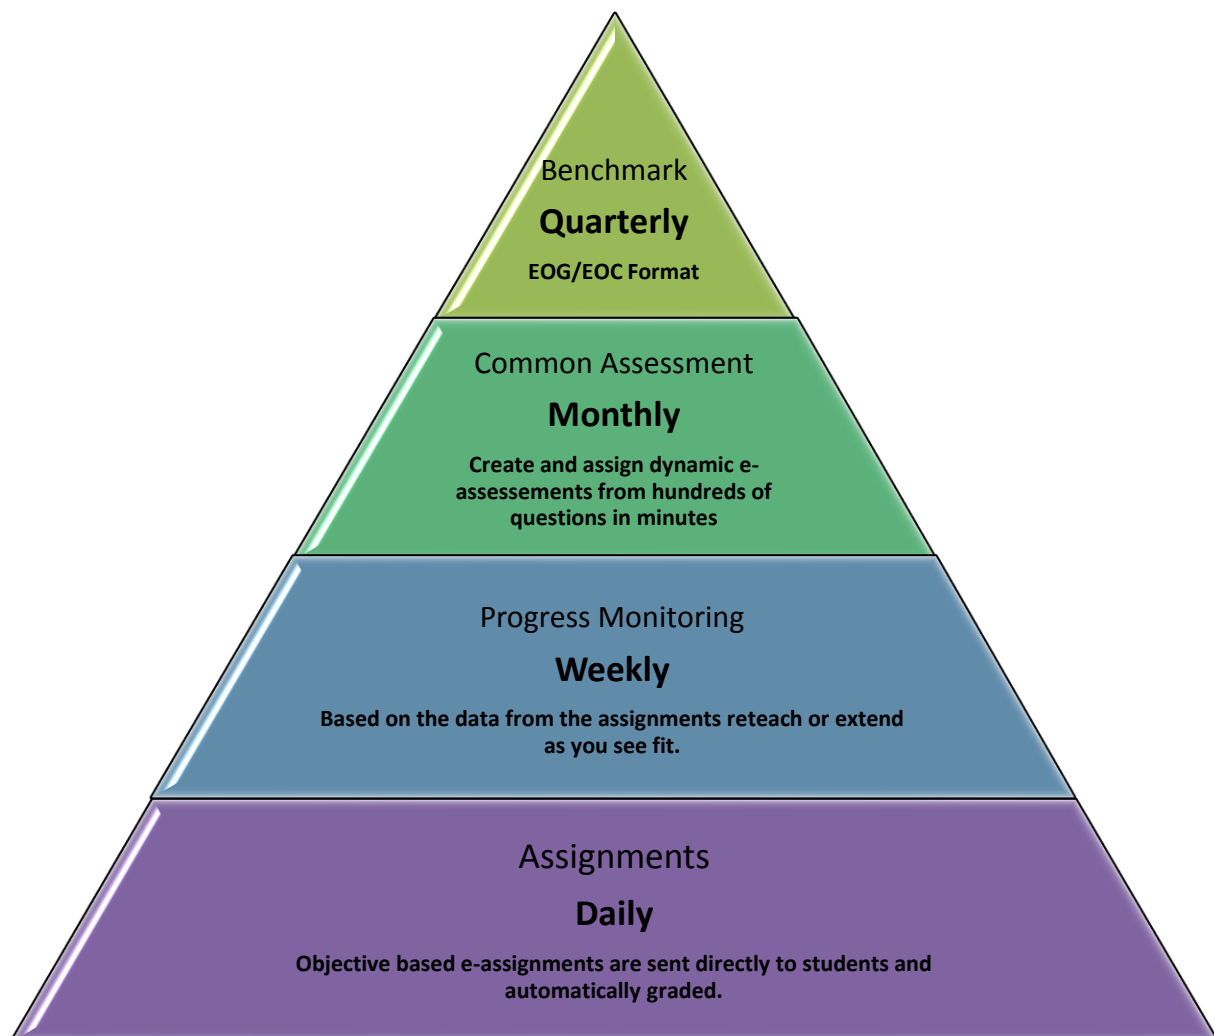 Benchmark
Quarterly
EOG/EOC Format
Common Assessment
Monthly
Create and assign dynamic e-
assessements from hundreds of
questions in minutes
Progress Monitoring
Weekly
Based on the data from the assignments reteach or extend
as you see fit.
Assignments
Daily
Objective based e-assignments are sent directly to students and
automatically graded.